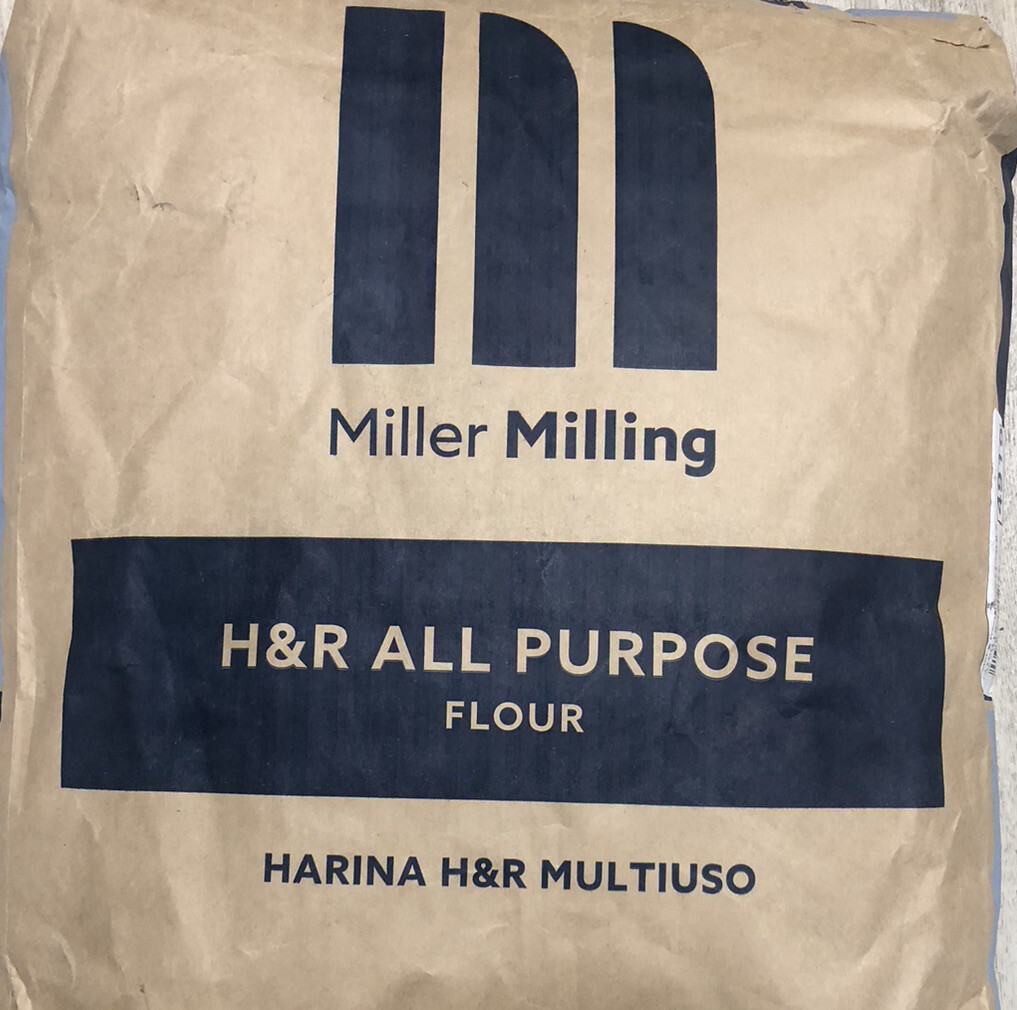 Miller Milling
H&R ALL PURPOSE
FLOUR
HARINA H&R MULTIUSO